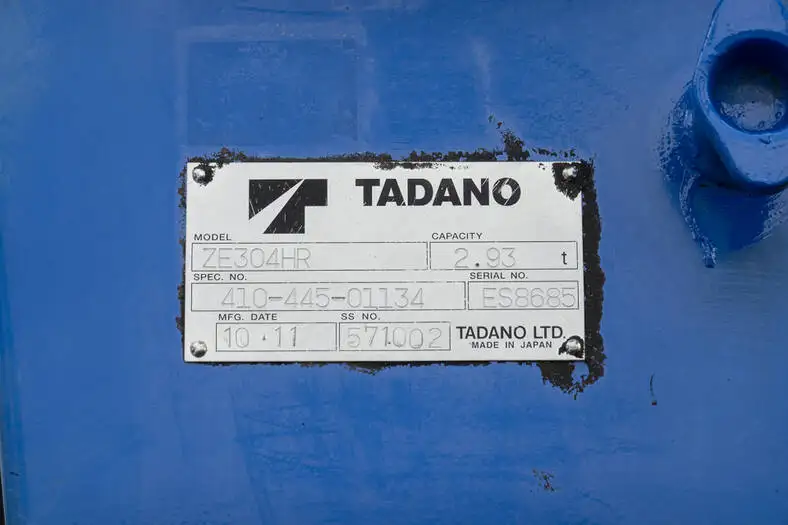 TADANO
MODEL CAPACITY
ZE304HR 2.93 t
SPEC. NO. SERIAL NO.
410-445-01134 ES8685
MFG. DATE SS NO.
10.11 571002 TADANO LTD.
MADE IN JAPAN